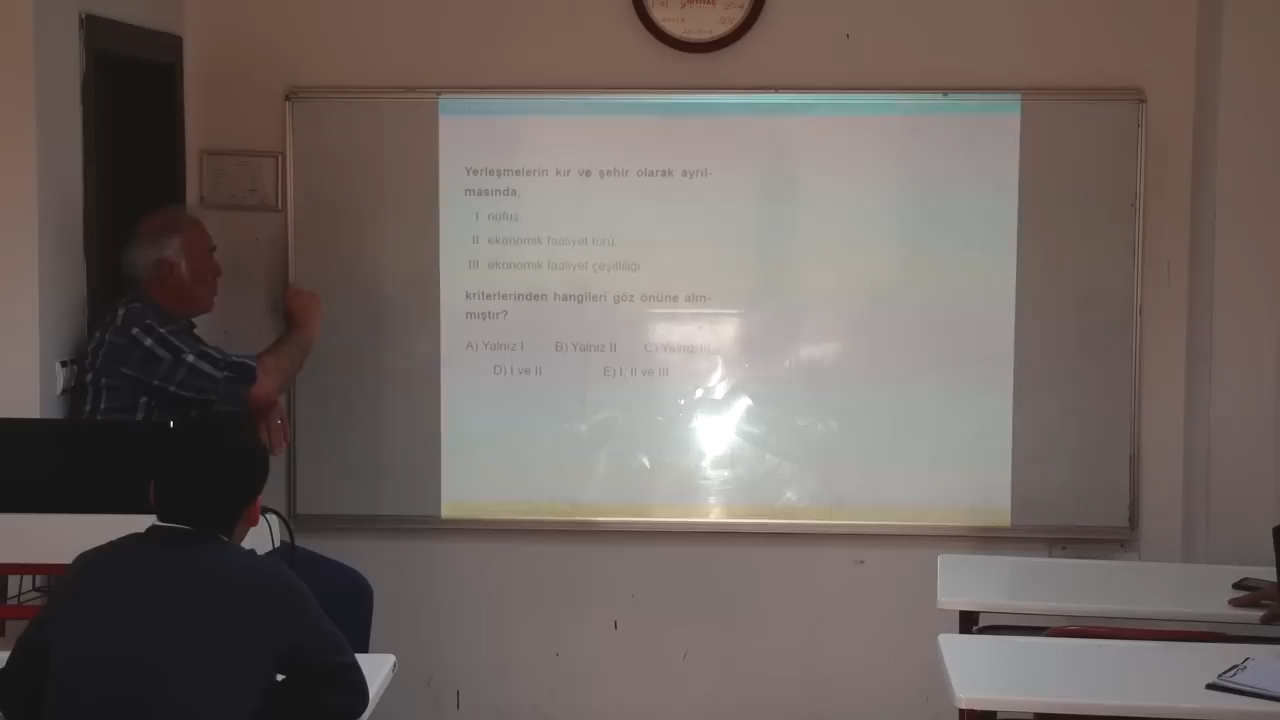 Yerleşmelerin kır ve şehir olarak ayrıl-
masında,
I nüfus,
II ekonomik faaliyet türü,
III ekonomik faaliyet çeşitliliği
kriterlerinden hangileri göz önüne alın-
mıştır?
A) Yalnız I B) Yalnız II C) Yalnız III
D) I ve II E) I, II ve III